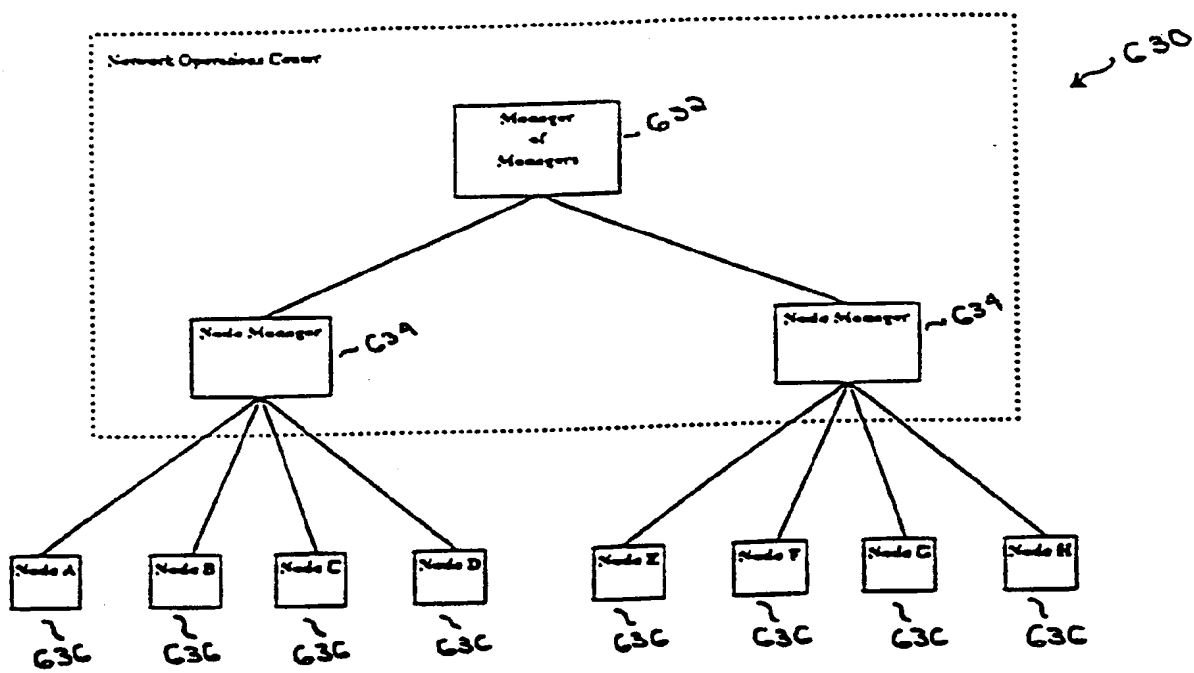 Network Operations Center
630
Manager
of
Managers
632
Node Manager
634
Node Manager
634
Node A
Node B
Node C
Node D
Node E
Node F
Node G
Node H
636
636
636
636
636
636
636
636